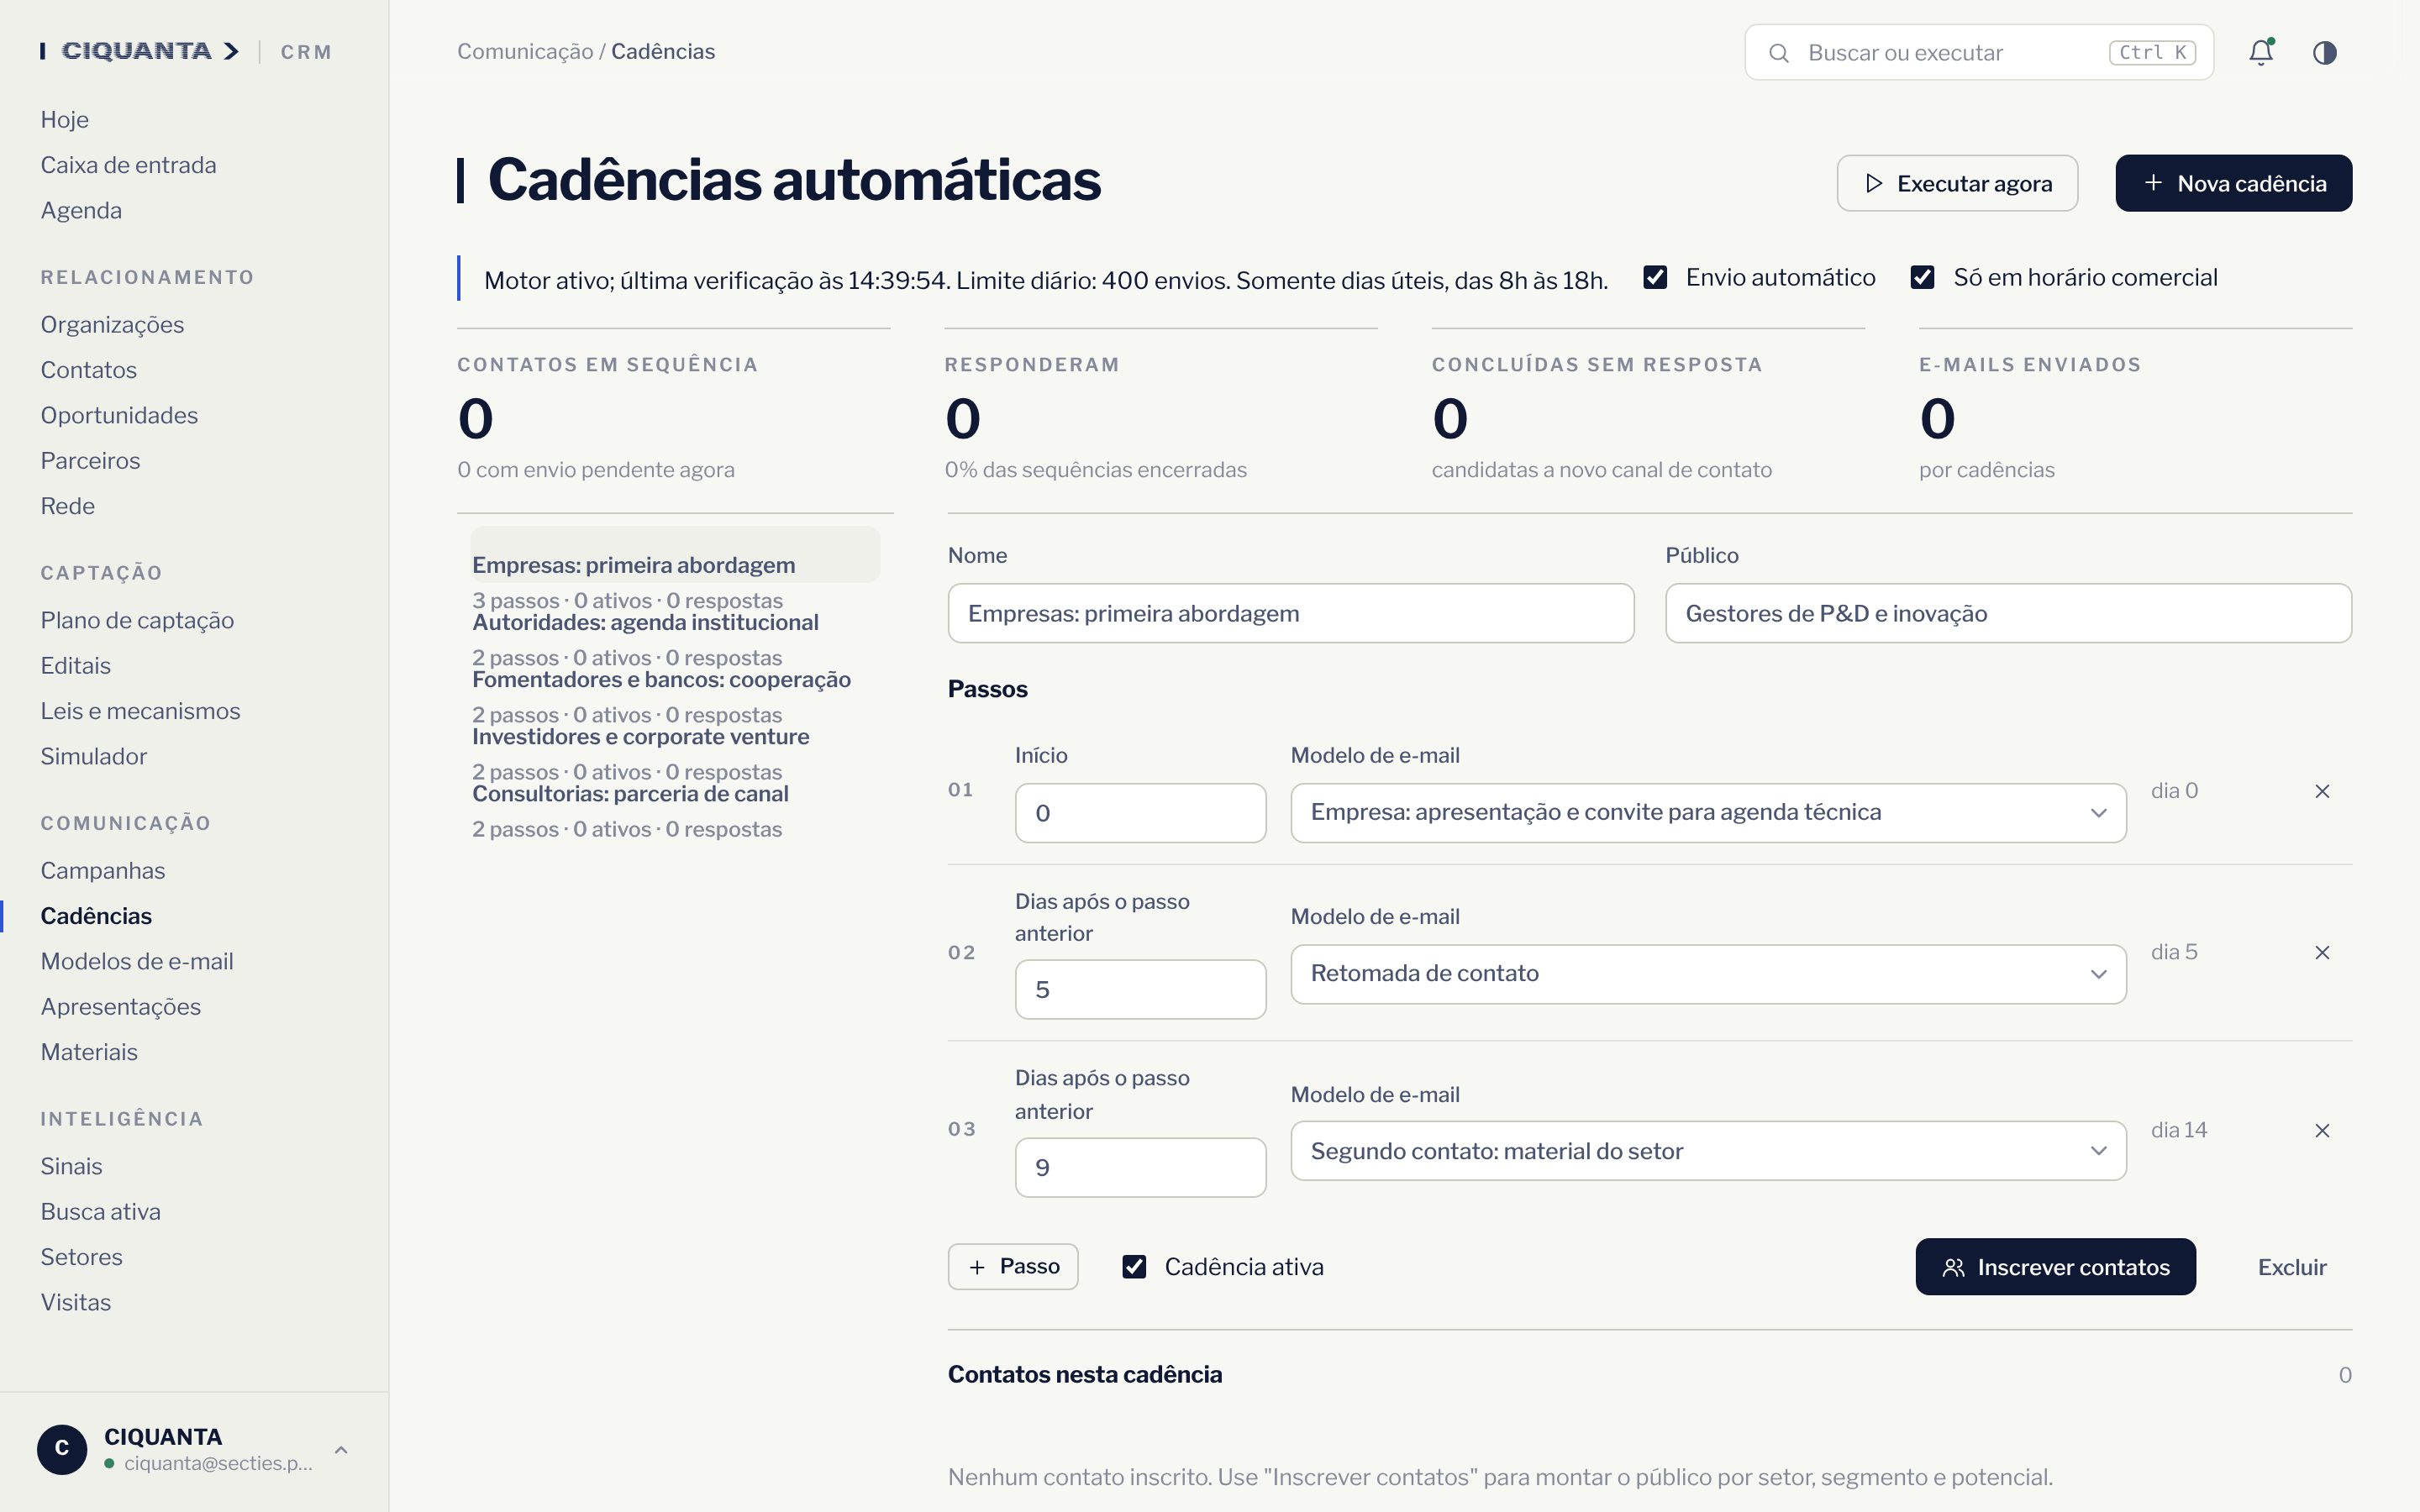 CIQUANTA
CRM
Hoje
Caixa de entrada
Agenda
RELACIONAMENTO
Organizações
Contatos
Oportunidades
Parceiros
Rede
CAPTAÇÃO
Plano de captação
Editais
Leis e mecanismos
Simulador
COMUNICAÇÃO
Campanhas
Cadências
Modelos de e-mail
Apresentações
Materiais
INTELIGÊNCIA
Sinais
Busca ativa
Setores
Visitas
C
CIQUANTA
ciquanta@secties.p...
Comunicação / Cadências
Buscar ou executar
Ctrl K
Cadências automáticas
Executar agora
+ Nova cadência
Motor ativo; última verificação às 14:39:54. Limite diário: 400 envios. Somente dias úteis, das 8h às 18h.
Envio automático
Só em horário comercial
CONTATOS EM SEQUÊNCIA
0
0 com envio pendente agora
RESPONDERAM
0
0% das sequências encerradas
CONCLUÍDAS SEM RESPOSTA
0
candidatas a novo canal de contato
E-MAILS ENVIADOS
0
por cadências
Empresas: primeira abordagem
3 passos · 0 ativos · 0 respostas
Autoridades: agenda institucional
2 passos · 0 ativos · 0 respostas
Fomentadores e bancos: cooperação
2 passos · 0 ativos · 0 respostas
Investidores e corporate venture
2 passos · 0 ativos · 0 respostas
Consultorias: parceria de canal
2 passos · 0 ativos · 0 respostas
Nome
Empresas: primeira abordagem
Público
Gestores de P&D e inovação
Passos
01
Início
0
Modelo de e-mail
Empresa: apresentação e convite para agenda técnica
dia 0
02
Dias após o passo
anterior
5
Modelo de e-mail
Retomada de contato
dia 5
03
Dias após o passo
anterior
9
Modelo de e-mail
Segundo contato: material do setor
dia 14
+ Passo
Cadência ativa
Inscrever contatos
Excluir
Contatos nesta cadência
0
Nenhum contato inscrito. Use "Inscrever contatos" para montar o público por setor, segmento e potencial.